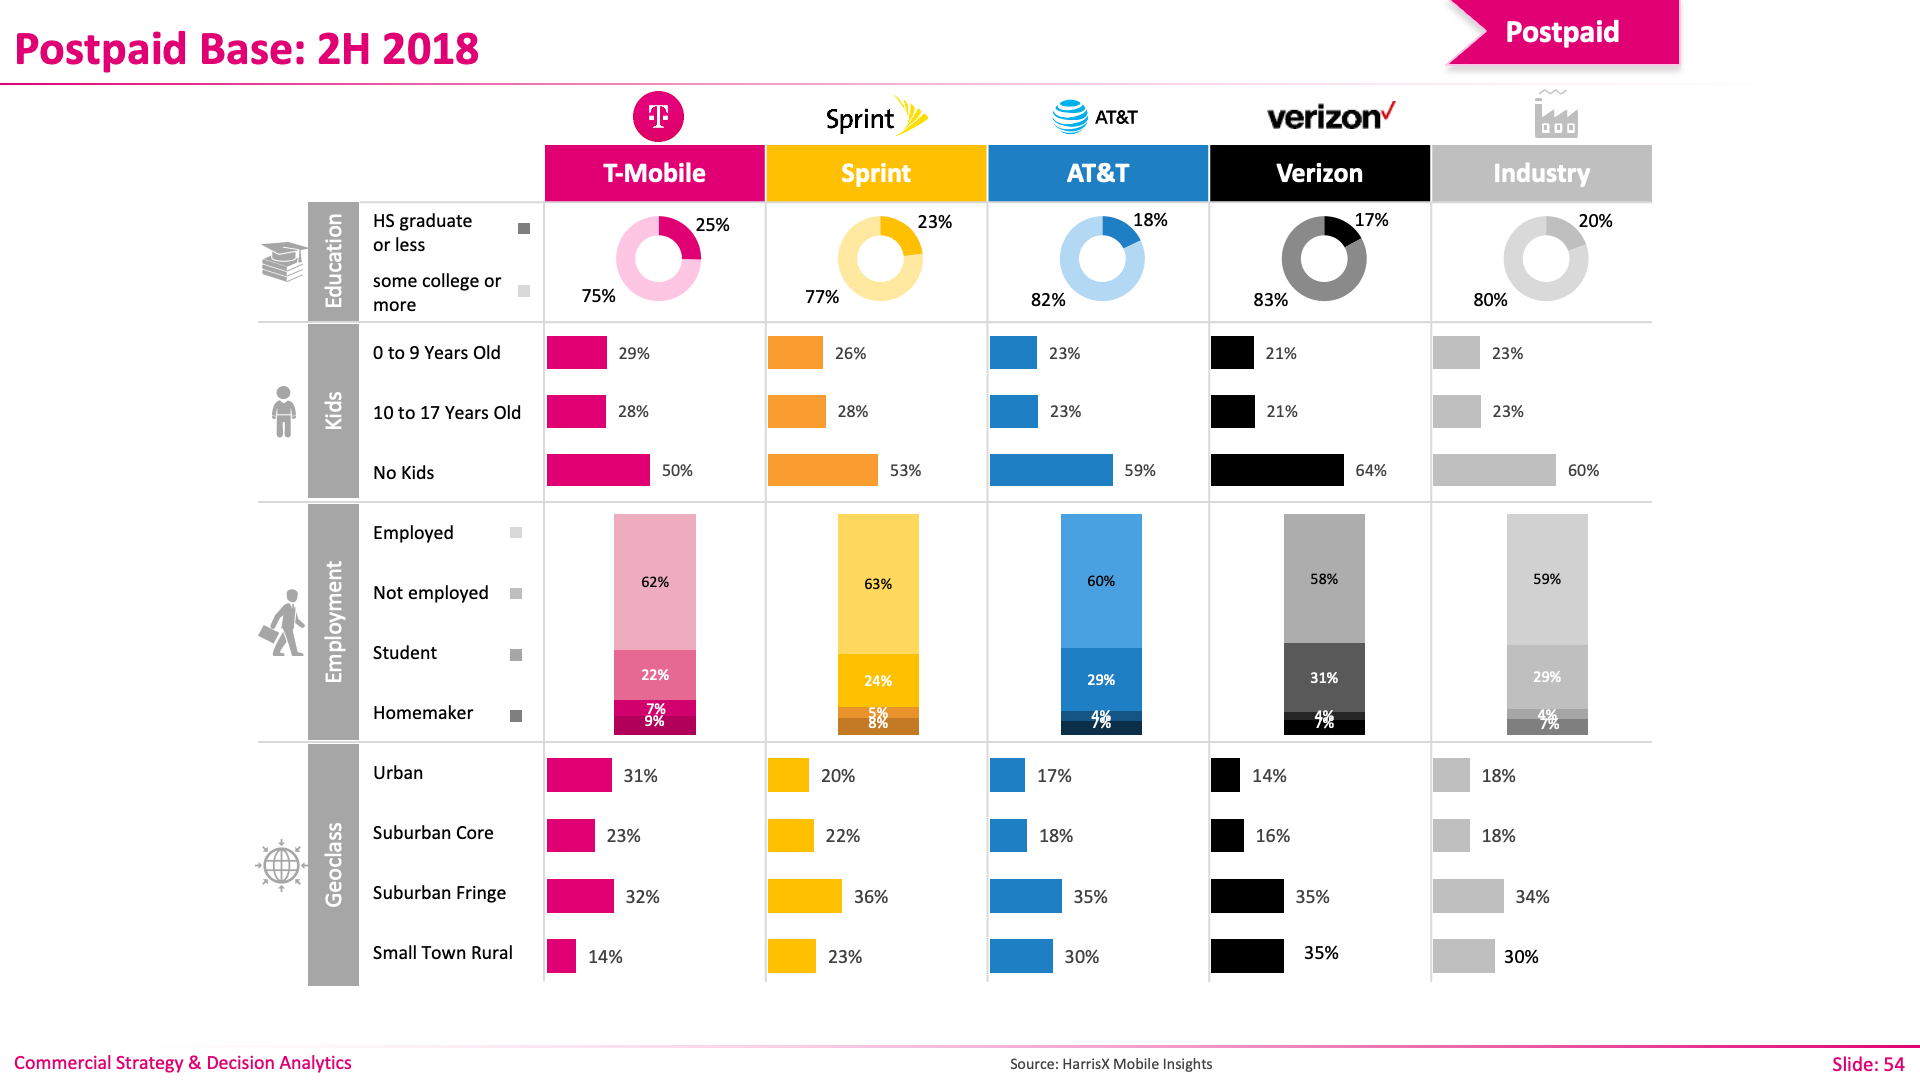 Postpaid Base: 2H 2018
Postpaid
Sprint
AT&T
verizon
T-Mobile
Sprint
AT&T
Verizon
Industry
Education
HS graduate
or less
some college or
more
25%
75%
23%
77%
18%
82%
17%
83%
20%
80%
Kids
0 to 9 Years Old
29%
26%
23%
21%
23%
10 to 17 Years Old
28%
28%
23%
21%
23%
No Kids
50%
53%
59%
64%
60%
Employment
Employed
62%
63%
60%
58%
59%
Not employed
22%
24%
29%
31%
29%
Student
7%
5%
4%
4%
4%
Homemaker
9%
8%
7%
7%
7%
Geoclass
Urban
31%
20%
17%
14%
18%
Suburban Core
23%
22%
18%
16%
18%
Suburban Fringe
32%
36%
35%
35%
34%
Small Town Rural
14%
23%
30%
35%
30%
Commercial Strategy & Decision Analytics
Source: HarrisX Mobile Insights
Slide: 54